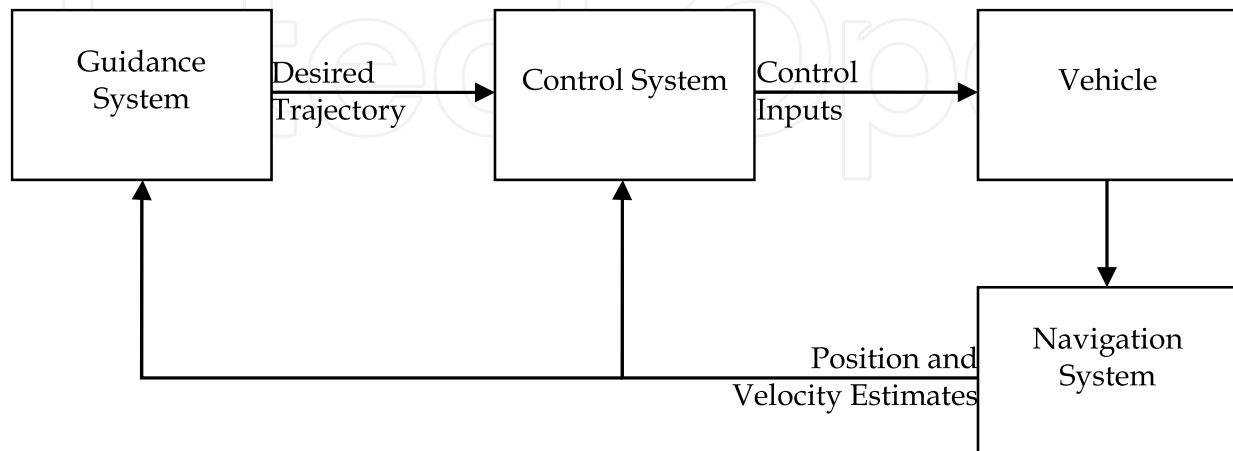 Guidance
System
Desired
Trajectory
Control System
Control
Inputs
Vehicle
Navigation
System
Position and
Velocity Estimates